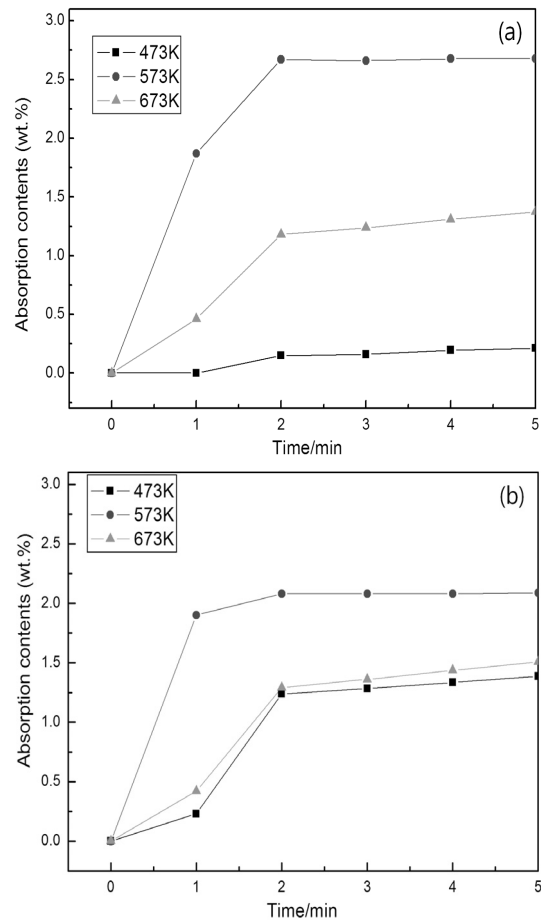 (a)
473K
573K
673K
Absorption contents (wt.%)
3.0
2.5
2.0
1.5
1.0
0.5
0.0
0 1 2 3 4 5
Time/min
(b)
473K
573K
673K
Absorption contents (wt.%)
3.0
2.5
2.0
1.5
1.0
0.5
0.0
0 1 2 3 4 5
Time/min